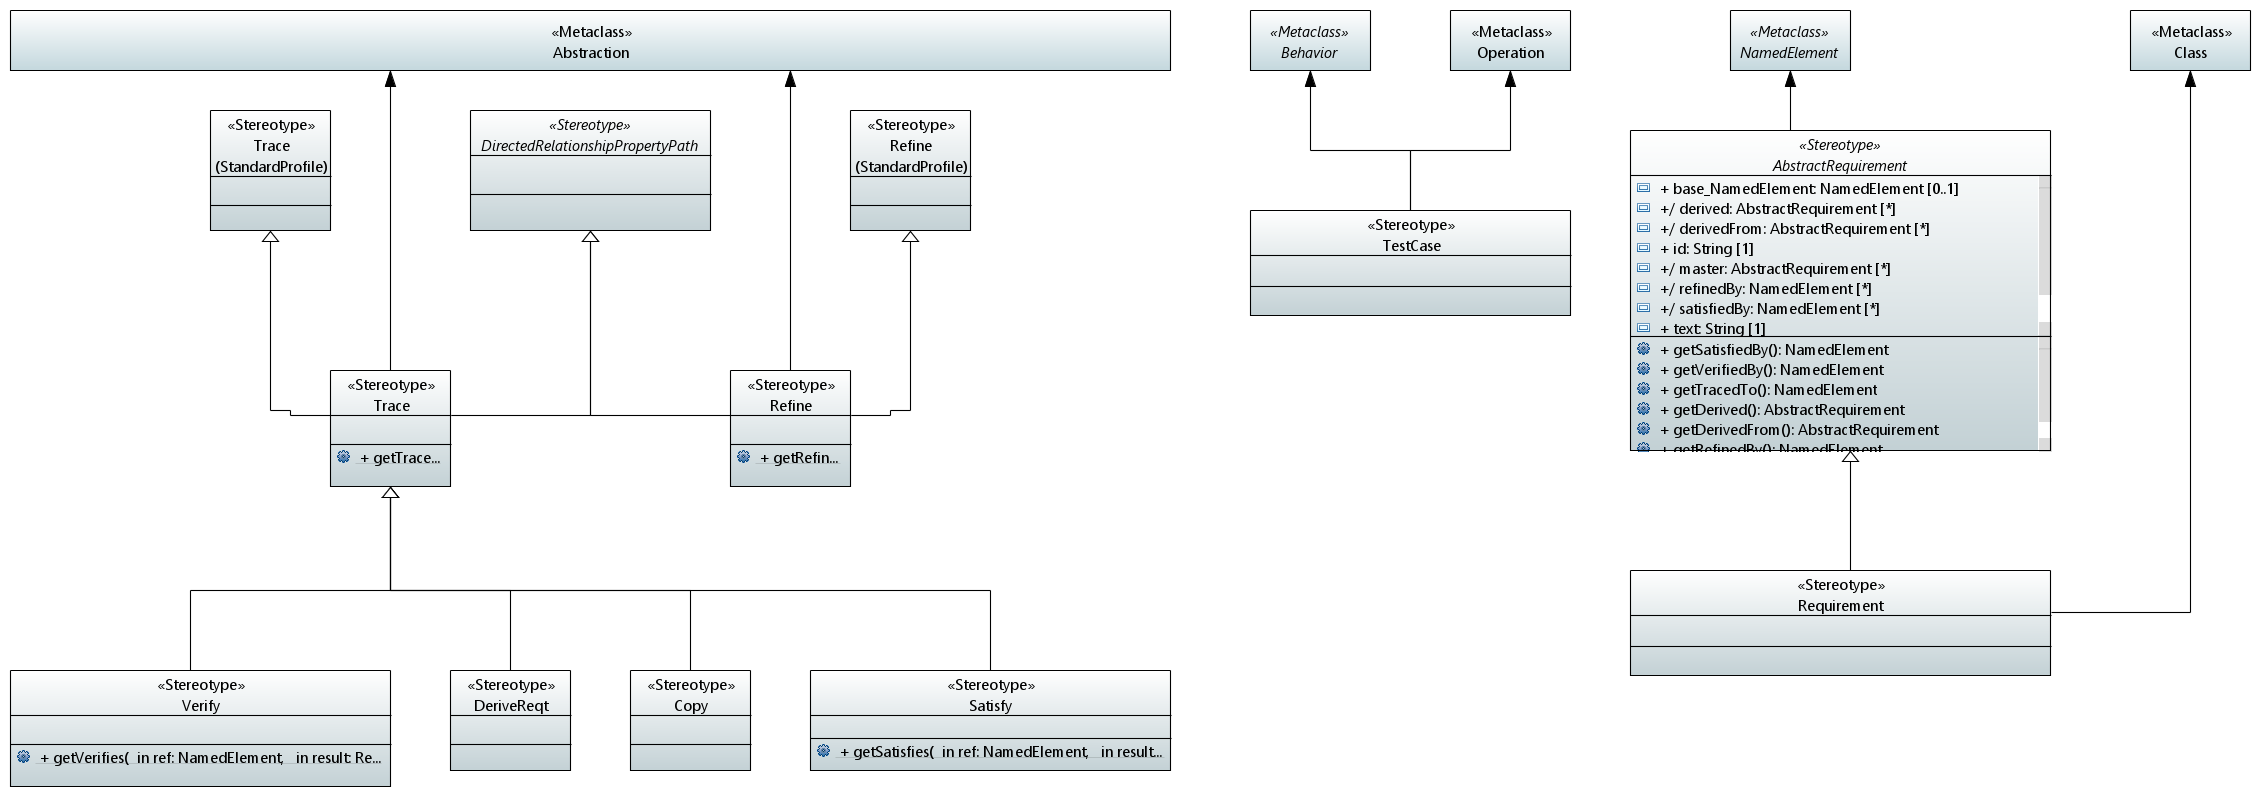 «Metaclass»
Abstraction
«Metaclass»
Behavior
«Metaclass»
Operation
«Metaclass»
NamedElement
«Metaclass»
Class
«Stereotype»
Trace
(StandardProfile)
«Stereotype»
DirectedRelationshipPropertyPath
«Stereotype»
Refine
(StandardProfile)
«Stereotype»
AbstractRequirement
+ base_NamedElement: NamedElement [0..1]
+/ derived: AbstractRequirement [*]
+/ derivedFrom: AbstractRequirement [*]
+ id: String [1]
+/ master: AbstractRequirement [*]
+/ refinedBy: NamedElement [*]
+/ satisfiedBy: NamedElement [*]
+ text: String [1]
+ getSatisfiedBy(): NamedElement
+ getVerifiedBy(): NamedElement
+ getTracedTo(): NamedElement
+ getDerived(): AbstractRequirement
+ getDerivedFrom(): AbstractRequirement
+ getRefinedBy(): NamedElement
«Stereotype»
TestCase
«Stereotype»
Trace
+ getTrace...
«Stereotype»
Refine
+ getRefin...
«Stereotype»
Requirement
«Stereotype»
Verify
+ getVerifies( in ref: NamedElement, in result: Re...
«Stereotype»
DeriveReqt
«Stereotype»
Copy
«Stereotype»
Satisfy
+ getSatisfies( in ref: NamedElement, in result...